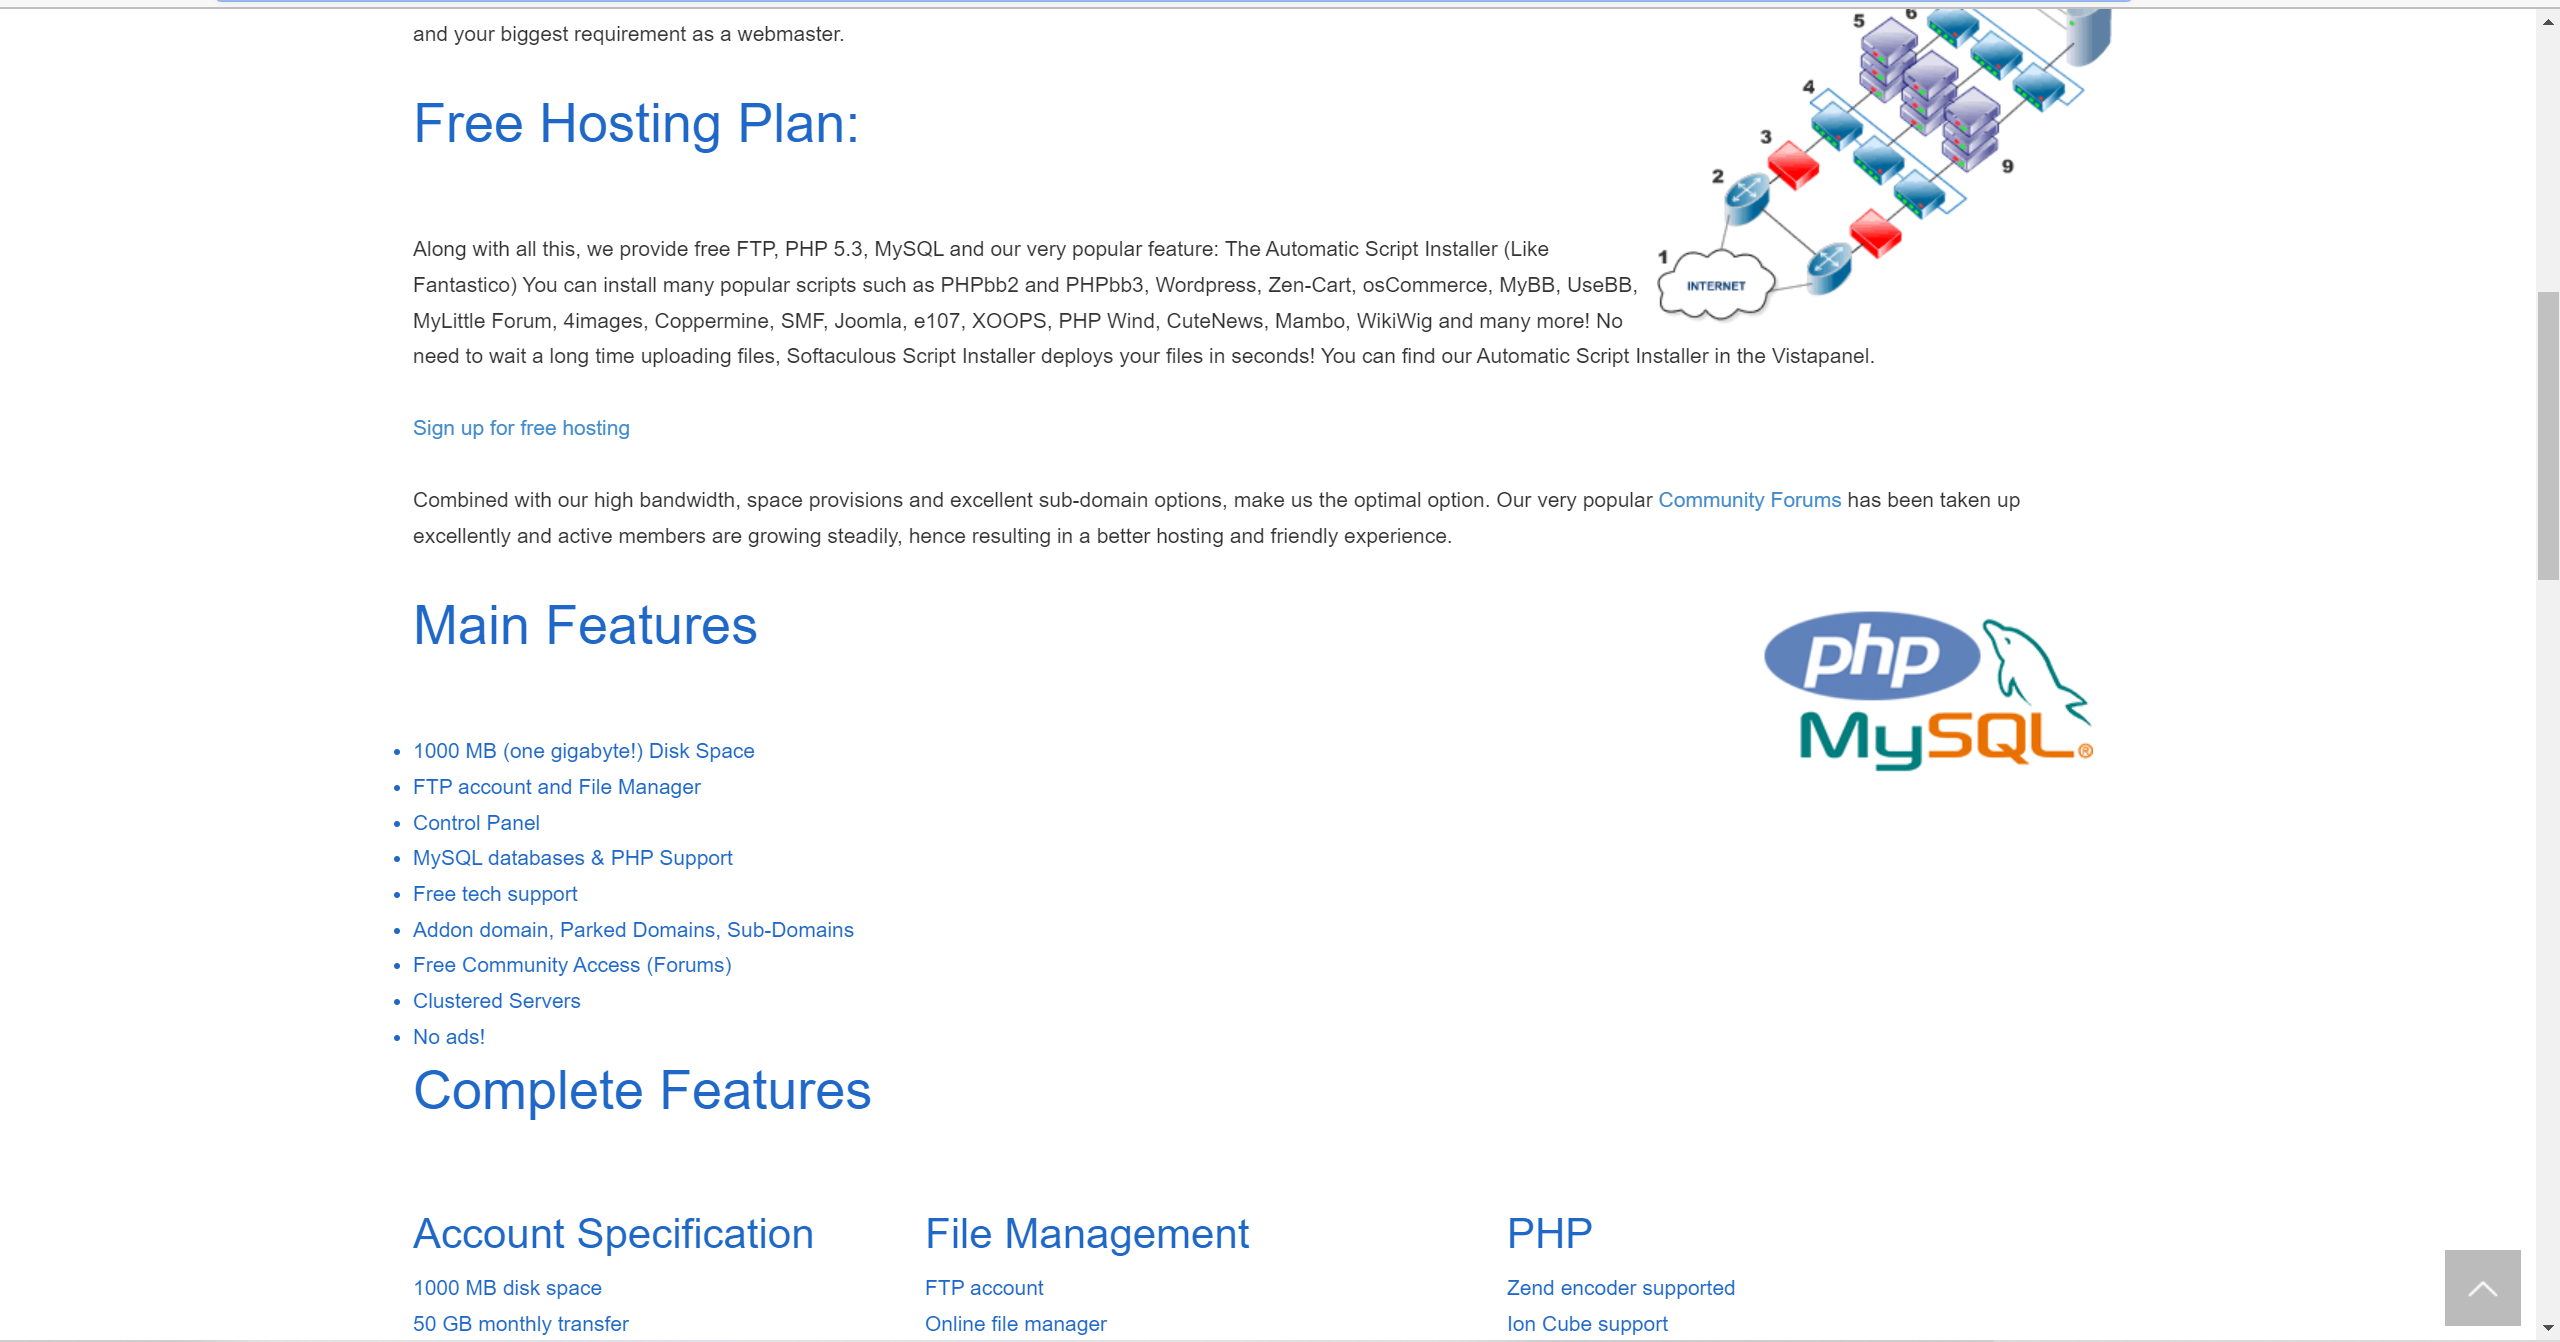 and your biggest requirement as a webmaster.
Free Hosting Plan:
Along with all this, we provide free FTP, PHP 5.3, MySQL and our very popular feature: The Automatic Script Installer (Like
Fantastico) You can install many popular scripts such as PHPbb2 and PHPbb3, Wordpress, Zen-Cart, osCommerce, MyBB, UseBB,
MyLittle Forum, 4images, Coppermine, SMF, Joomla, e107, XOOPS, PHP Wind, CuteNews, Mambo, WikiWig and many more! No
need to wait a long time uploading files, Softaculous Script Installer deploys your files in seconds! You can find our Automatic Script Installer in the Vistapanel.
5
6
4
3
9
2
1
INTERNET
Sign up for free hosting
Combined with our high bandwidth, space provisions and excellent sub-domain options, make us the optimal option. Our very popular Community Forums has been taken up
excellently and active members are growing steadily, hence resulting in a better hosting and friendly experience.
Main Features
php
MySQL®
• 1000 MB (one gigabyte!) Disk Space
• FTP account and File Manager
• Control Panel
• MySQL databases & PHP Support
• Free tech support
• Addon domain, Parked Domains, Sub-Domains
• Free Community Access (Forums)
• Clustered Servers
• No ads!
Complete Features
Account Specification
1000 MB disk space
50 GB monthly transfer
File Management
FTP account
Online file manager
PHP
Zend encoder supported
Ion Cube support